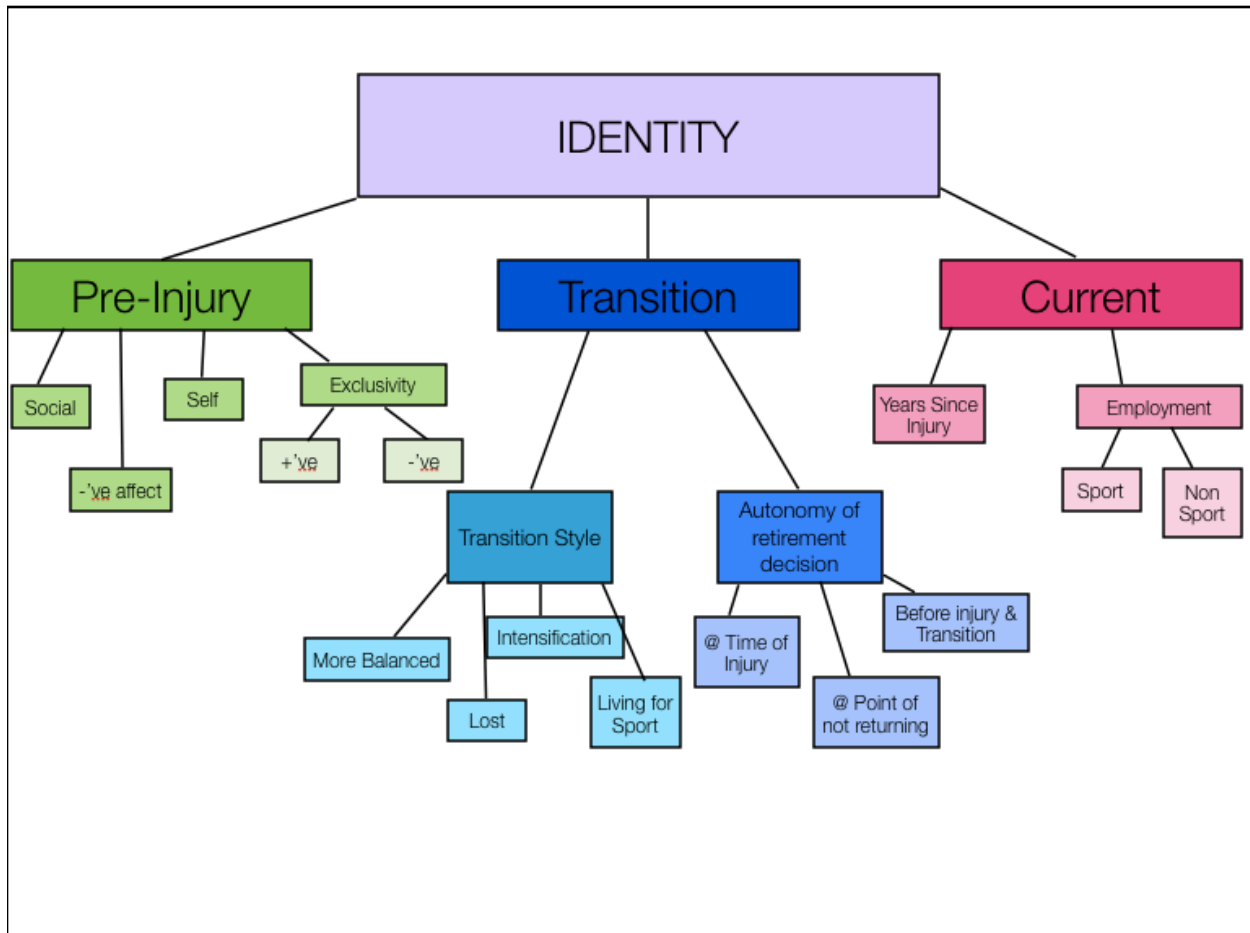 IDENTITY
Pre-Injury
Transition
Current
Social
-'ve affect
Self
Exclusivity
+'ve
-'ve
Transition Style
More Balanced
Lost
Intensification
Living for
Sport
Autonomy of
retirement
decision
@ Time of
Injury
@ Point of
not returning
Before injury &
Transition
Years Since
Injury
Employment
Sport
Non
Sport